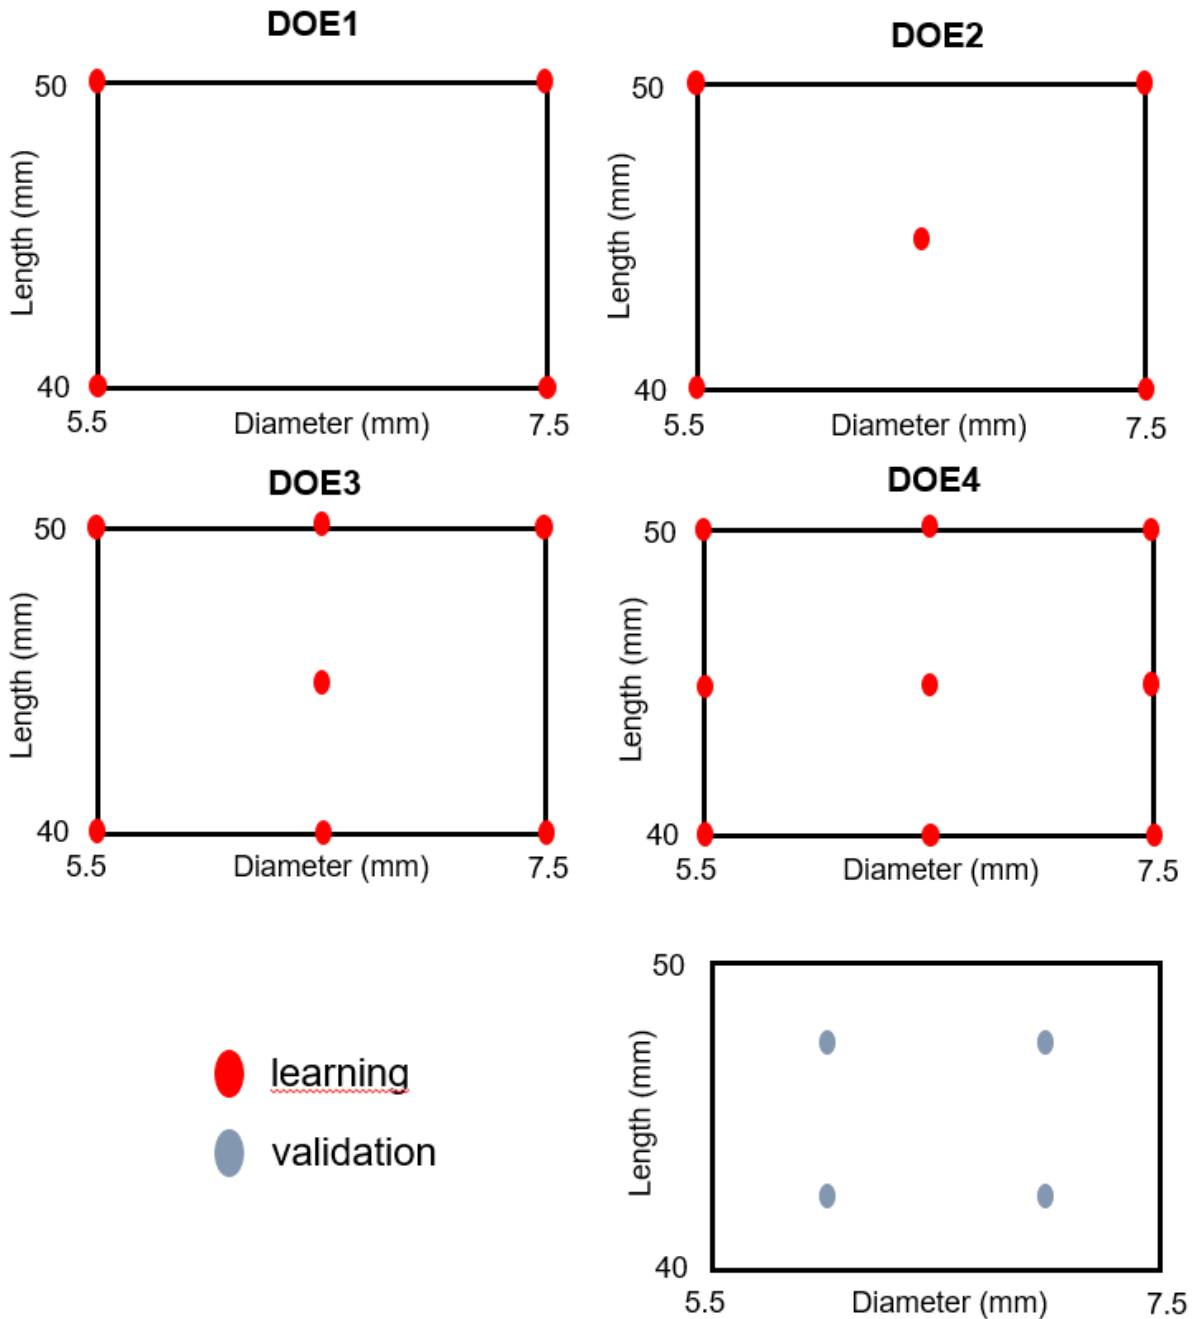 DOE1
50
Length (mm)
40
5.5
Diameter (mm)
7.5
DOE2
50
Length (mm)
40
5.5
Diameter (mm)
7.5
DOE3
50
Length (mm)
40
5.5
Diameter (mm)
7.5
DOE4
50
Length (mm)
40
5.5
Diameter (mm)
7.5
learning
validation
50
Length (mm)
40
5.5
Diameter (mm)
7.5